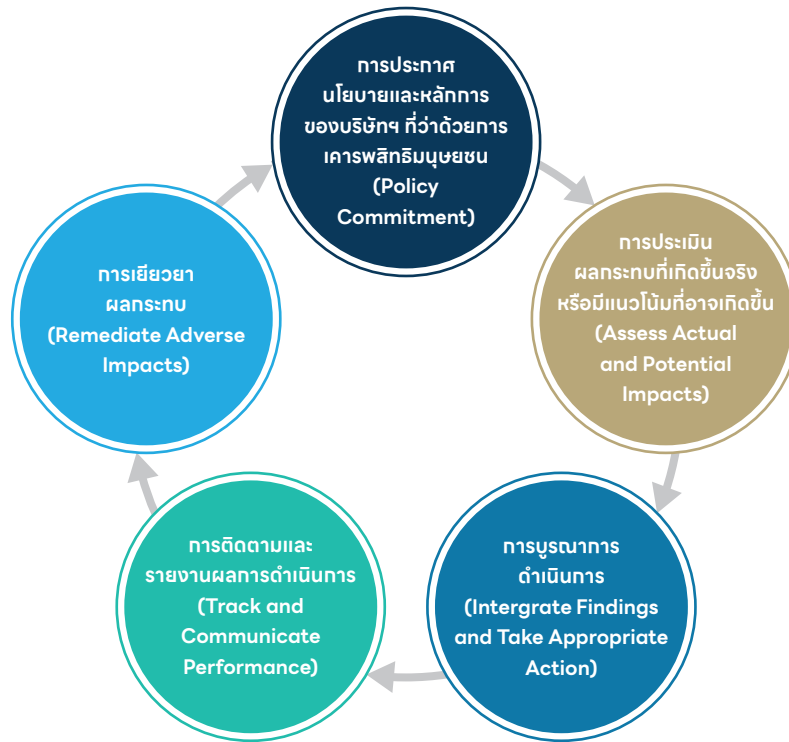 การประกาศ
นโยบายและหลักการ
ของบริษัทฯ ที่ว่าด้วยการ
เคารพสิทธิมนุษยชน
(Policy
Commitment)
การประเมิน
ผลกระทบที่เกิดขึ้นจริง
หรือมีแนวโน้มที่อาจเกิดขึ้น
(Assess Actual
and Potential
Impacts)
การบูรณาการ
ดำเนินการ
(Intergrate Findings
and Take Appropriate
Action)
การติดตามและ
รายงานผลการดำเนินการ
(Track and
Communicate
Performance)
การเยียวยา
ผลกระทบ
(Remediate Adverse
Impacts)